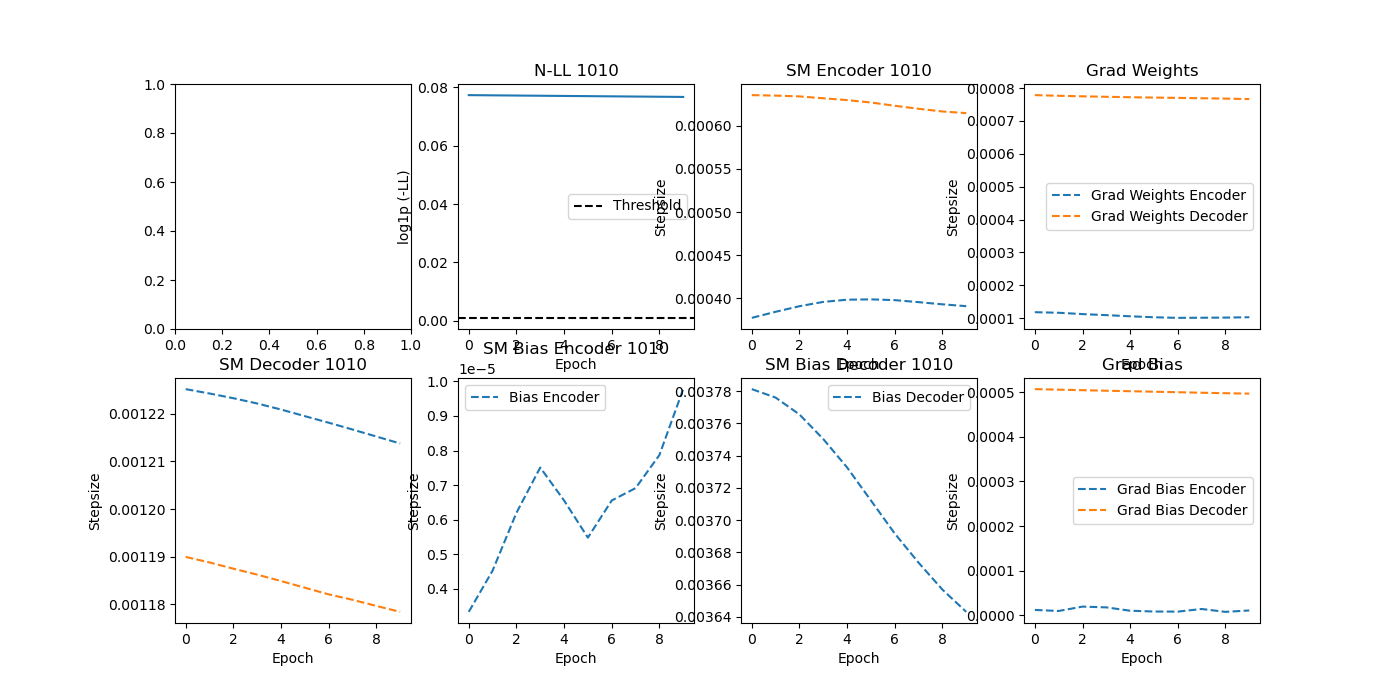 1.0
0.8
0.6
0.4
0.2
0.0
0.0 0.2 0.4 0.6 0.8 1.0
N-LL 1010
log1p (-LL)
0.08
0.06
0.04
0.02
0.00
Threshold
0 2 4 6 8
Epoch
SM Encoder 1010
Stepsize
0.00060
0.00055
0.00050
0.00045
0.00040
0 2 4 6 8
Epoch
Grad Weights
Stepsize
0.0008
0.0007
0.0006
0.0005
0.0004
0.0003
0.0002
0.0001
Grad Weights Encoder
Grad Weights Decoder
0 2 4 6 8
Epoch
SM Decoder 1010
Stepsize
0.00122
0.00121
0.00120
0.00119
0.00118
0 2 4 6 8
Epoch
SM Bias Encoder 1010
1e−5
Stepsize
1.0
0.9
0.8
0.7
0.6
0.5
0.4
Bias Encoder
0 2 4 6 8
Epoch
SM Bias Decoder 1010
Stepsize
0.00378
0.00376
0.00374
0.00372
0.00370
0.00368
0.00366
0.00364
Bias Decoder
0 2 4 6 8
Epoch
Grad Bias
Stepsize
0.0005
0.0004
0.0003
0.0002
0.0001
0.0000
Grad Bias Encoder
Grad Bias Decoder
0 2 4 6 8
Epoch